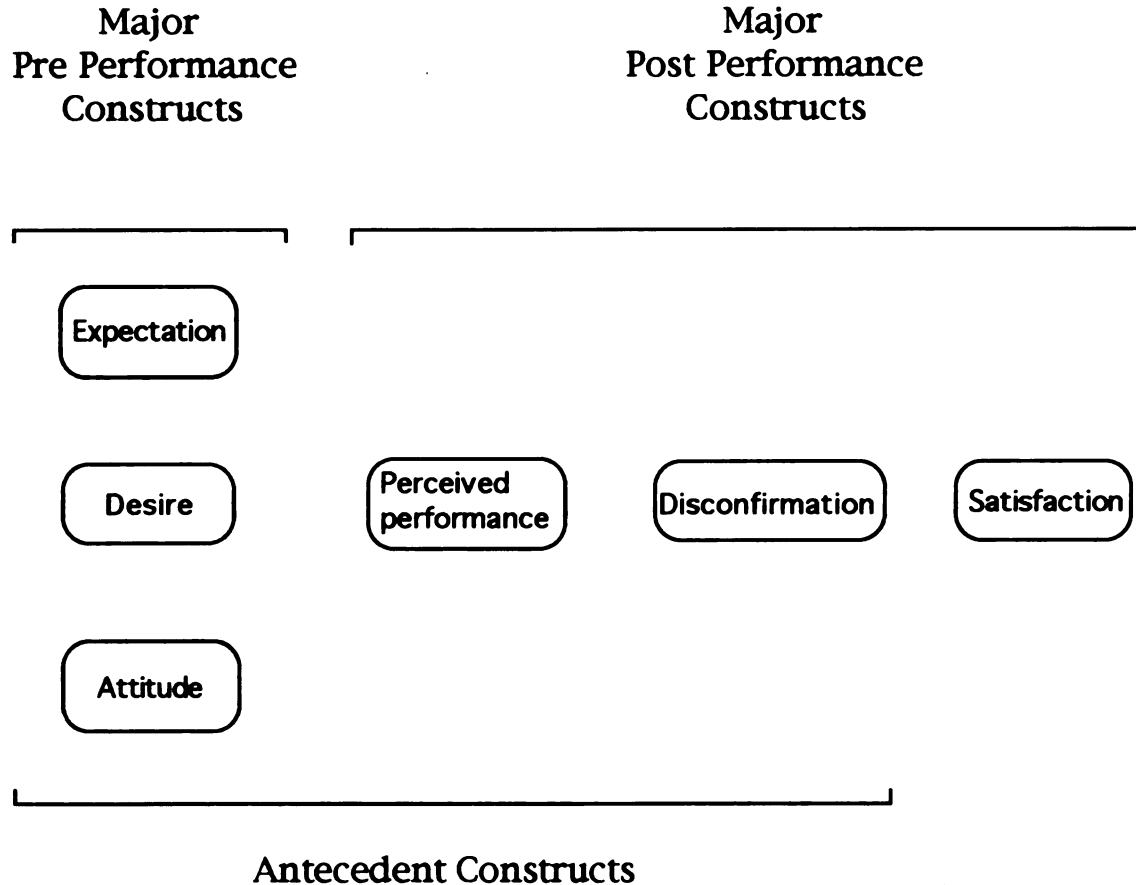 Major
Pre Performance
Constructs
Major
Post Performance
Constructs
Expectation
Desire
Perceived
performance
Disconfirmation
Satisfaction
Attitude
Antecedent Constructs